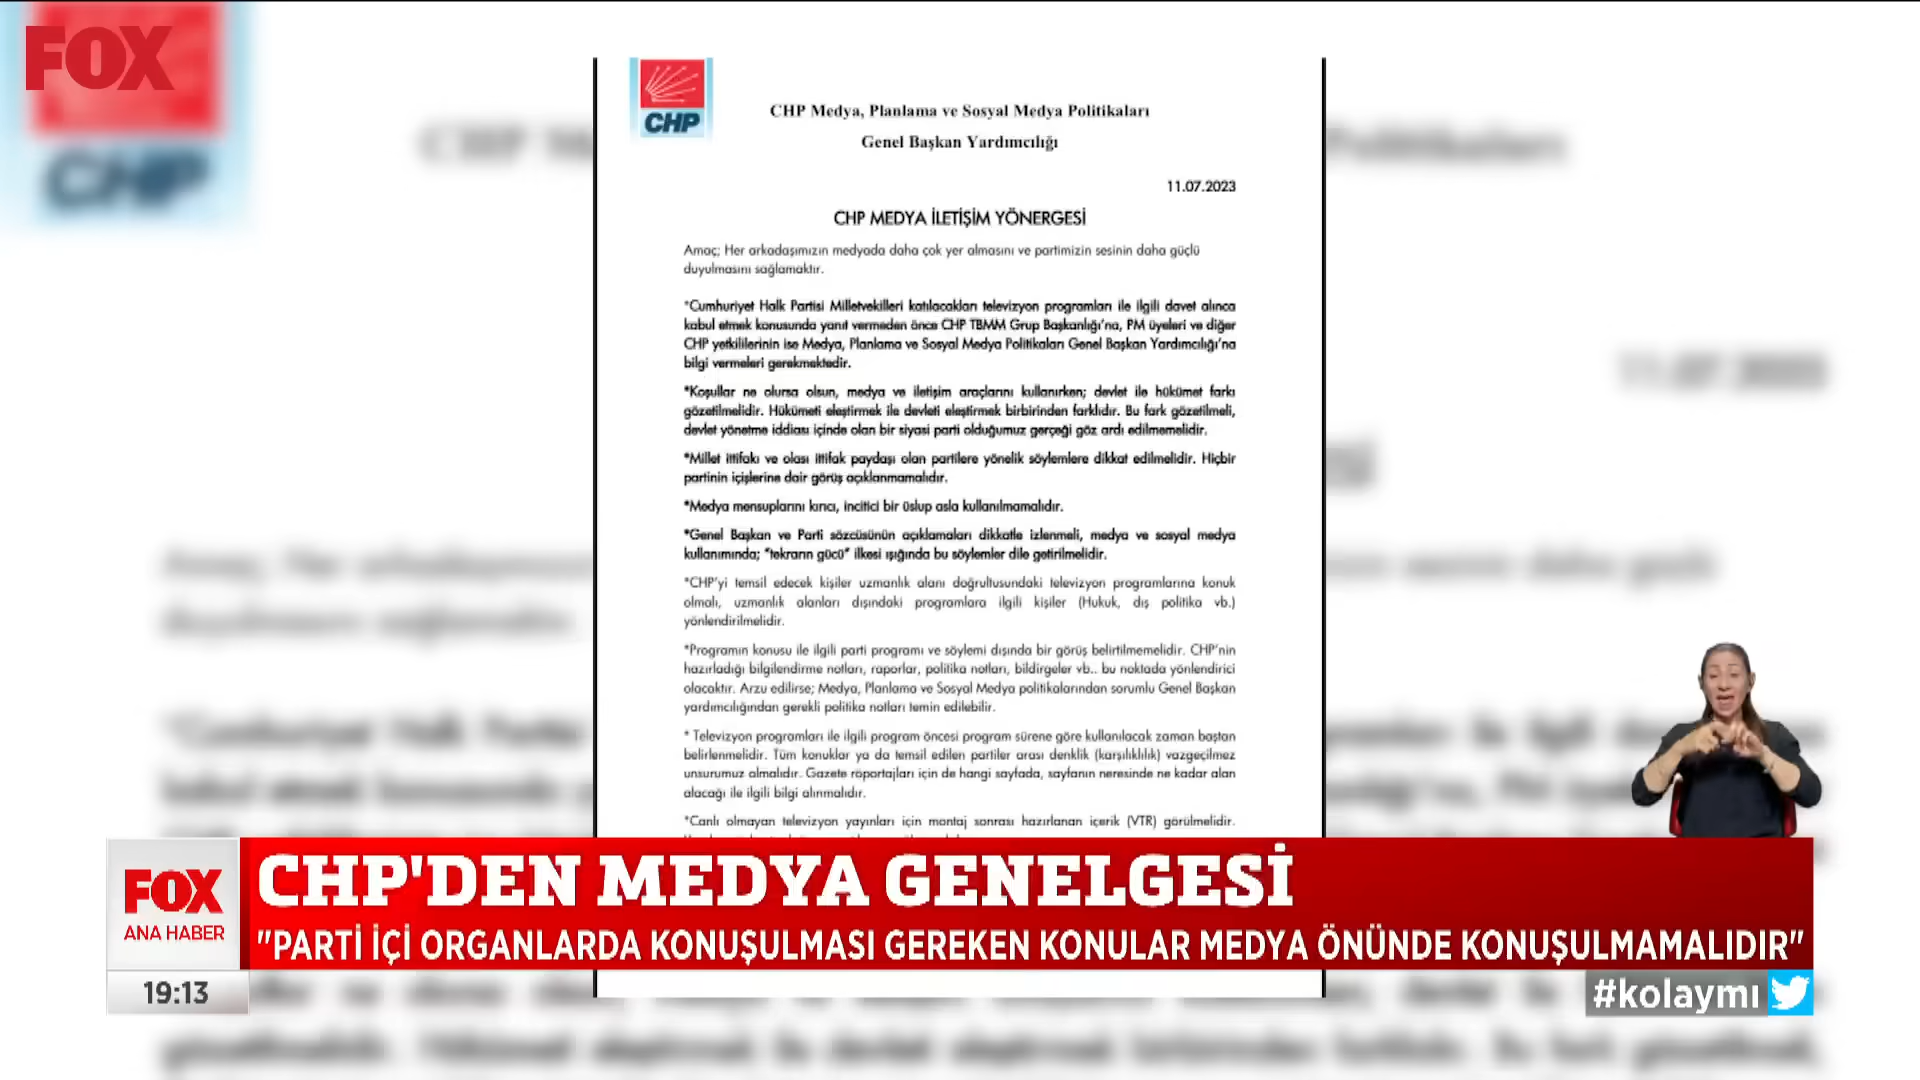 FOX
CHP
CHP Medya, Planlama ve Sosyal Medya Politikaları
Genel Başkan Yardımcılığı
11.07.2023
CHP MEDYA İLETİŞİM YÖNERGESİ
Amaç; Her arkadaşımızın medyada daha çok yer almasını ve partimizin sesinin daha güçlü
duyulmasını sağlamaktır.
*Cumhuriyet Halk Partisi Milletvekilleri katılacakları televizyon programları ile ilgili davet alınca
kabul etmek konusunda yanıt vermeden önce CHP TBMM Grup Başkanlığı'na, PM üyeleri ve diğer
CHP yetkililerinin ise Medya, Planlama ve Sosyal Medya Politikaları Genel Başkan Yardımcılığı'na
bilgi vermeleri gerekmektedir.
*Koşullar ne olursa olsun, medya ve iletişim araçlarını kullanırken; devlet ile hükümet farkı
gözetilmelidir. Hükümeti eleştirmek ile devleti eleştirmek birbirinden farklıdır. Bu fark gözetilmeli,
devlet yönetme iddiası içinde olan bir siyasi parti olduğumuz gerçeği göz ardı edilmemelidir.
*Millet ittifakı ve olası ittifak paydaşı olan partilere yönelik söylemlere dikkat edilmelidir. Hiçbir
partinin içişlerine dair görüş açıklanmamalıdır.
*Medya mensuplarını kırıcı, incitici bir üslup asla kullanılmamalıdır.
*Genel Başkan ve Parti sözcüsünün açıklamaları dikkatle izlenmeli, medya ve sosyal medya
kullanımında; "tekrarın gücü" ilkesi ışığında bu söylemler dile getirilmelidir.
*CHP'yi temsil edecek kişiler uzmanlık alanı doğrultusundaki televizyon programlarına konuk
olmalı, uzmanlık alanları dışındaki programlara ilgili kişiler (Hukuk, dış politika vb.)
yönlendirilmelidir.
*Programın konusu ile ilgili parti programı ve söylemi dışında bir görüş belirtilmemelidir. CHP'nin
hazırladığı bilgilendirme notları, raporlar, politika notları, bildirgeler vb.. bu noktada yönlendirici
olacaktır. Arzu edilirse; Medya, Planlama ve Sosyal Medya politikalarından sorumlu Genel Başkan
yardımcılığından gerekli politika notları temin edilebilir.
* Televizyon programları ile ilgili program öncesi program sürene göre kullanılacak zaman baştan
belirlenmelidir. Tüm konuklar ya da temsil edilen partiler arası denklik (karşılıklılık) vazgeçilmez
unsurumuz olmalıdır. Gazete röportajları için de hangi sayfada, sayfanın neresinde ne kadar alan
alacağı ile ilgili bilgi alınmalıdır.
*Canlı olmayan televizyon yayınları için montaj sonrası hazırlanan içerik (VTR) görülmelidir.
FOX
ANA HABER
CHP'DEN MEDYA GENELGESİ
"PARTİ İÇİ ORGANLARDA KONUŞULMASI GEREKEN KONULAR MEDYA ÖNÜNDE KONUŞULMAMALIDIR"
19:13
#kolaymı